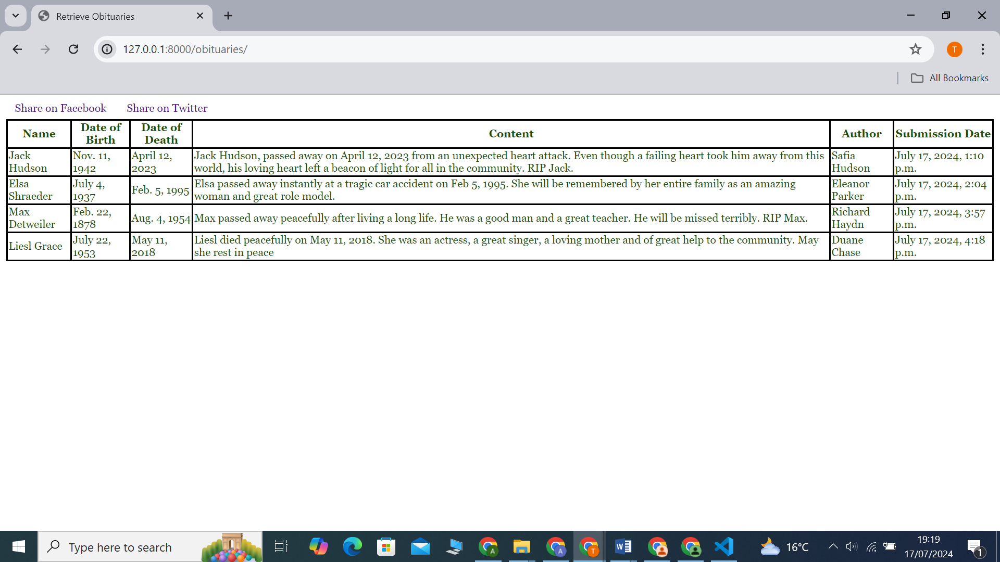 Retrieve Obituaries
127.0.0.1:8000/obituaries/
T
All Bookmarks
Share on Facebook Share on Twitter
Name Date of Birth Date of Death Content Author Submission Date
Jack Hudson Nov. 11, 1942 April 12, 2023 Jack Hudson, passed away on April 12, 2023 from an unexpected heart attack. Even though a failing heart took him away from this world, his loving heart left a beacon of light for all in the community. RIP Jack. Safia Hudson July 17, 2024, 1:10 p.m.
Elsa Shraeder July 4, 1937 Feb. 5, 1995 Elsa passed away instantly at a tragic car accident on Feb 5, 1995. She will be remembered by her entire family as an amazing woman and great role model. Eleanor Parker July 17, 2024, 2:04 p.m.
Max Detweiler Feb. 22, 1878 Aug. 4, 1954 Max passed away peacefully after living a long life. He was a good man and a great teacher. He will be missed terribly. RIP Max. Richard Haydn July 17, 2024, 3:57 p.m.
Liesl Grace July 22, 1953 May 11, 2018 Liesl died peacefully on May 11, 2018. She was an actress, a great singer, a loving mother and of great help to the community. May she rest in peace Duane Chase July 17, 2024, 4:18 p.m.
Type here to search
A
A
T
W
16°C
19:19
17/07/2024
1